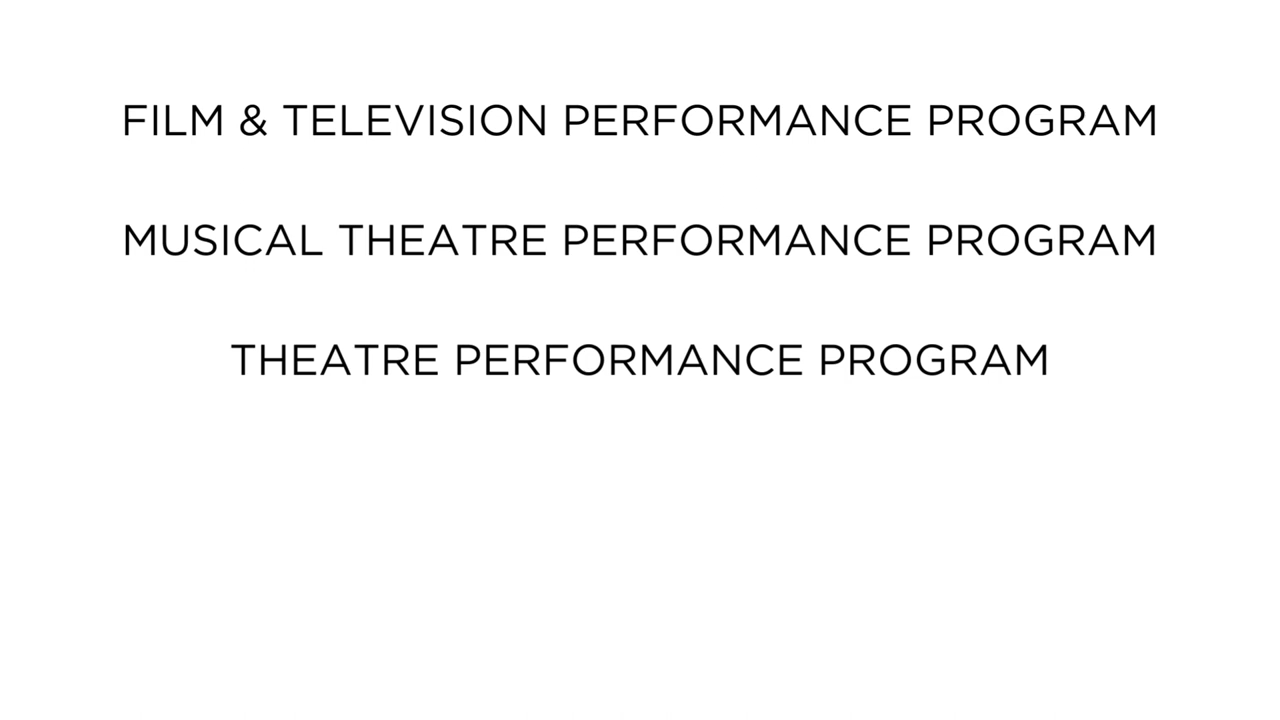 FILM & TELEVISION PERFORMANCE PROGRAM
MUSICAL THEATRE PERFORMANCE PROGRAM
THEATRE PERFORMANCE PROGRAM